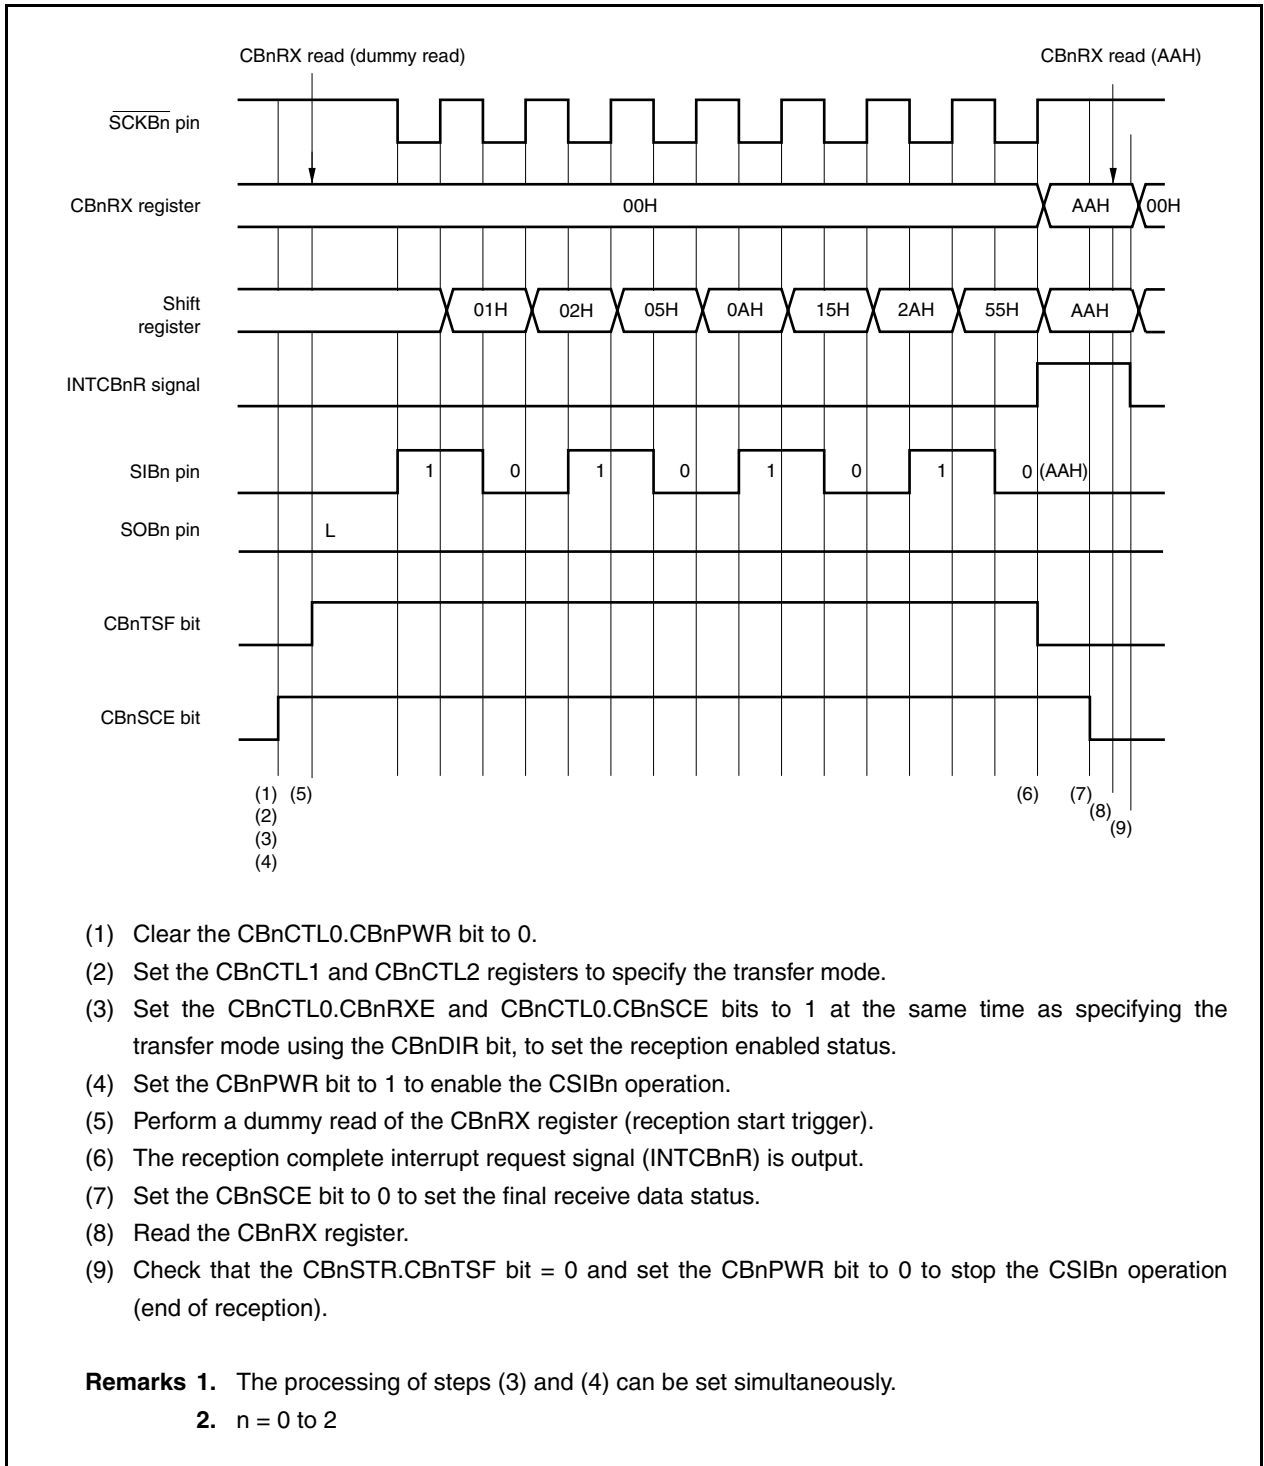 CBnRX read (dummy read) CBnRX read (AAH)
SCKBn pin
CBnRX register 00H AAH 00H
Shift register 01H 02H 05H 0AH 15H 2AH 55H AAH
INTCBnR signal
SIBn pin 1 0 1 0 1 0 1 0 (AAH)
SOBn pin L
CBnTSF bit
CBnSCE bit
(1) (5) (6) (7)
(2) (8)
(3) (9)
(4)
(1) Clear the CBnCTL0.CBnPWR bit to 0.
(2) Set the CBnCTL1 and CBnCTL2 registers to specify the transfer mode.
(3) Set the CBnCTL0.CBnRXE and CBnCTL0.CBnSCE bits to 1 at the same time as specifying the
transfer mode using the CBnDIR bit, to set the reception enabled status.
(4) Set the CBnPWR bit to 1 to enable the CSIBn operation.
(5) Perform a dummy read of the CBnRX register (reception start trigger).
(6) The reception complete interrupt request signal (INTCBnR) is output.
(7) Set the CBnSCE bit to 0 to set the final receive data status.
(8) Read the CBnRX register.
(9) Check that the CBnSTR.CBnTSF bit = 0 and set the CBnPWR bit to 0 to stop the CSIBn operation
(end of reception).
Remarks 1. The processing of steps (3) and (4) can be set simultaneously.
2. n = 0 to 2